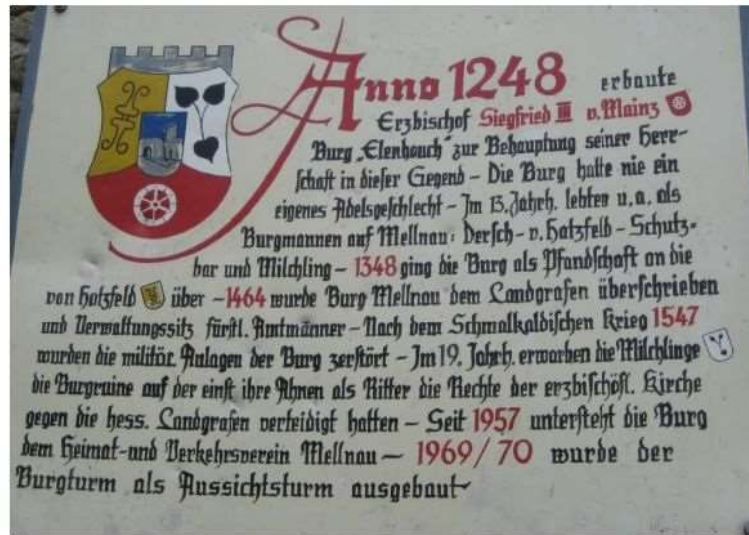 Anno 1248 erbaute
Erzbischof Siegfried III v. Mainz
Burg „Elenhouch" zur Behauptung seiner Herr-
schaft in dieser Gegend – Die Burg hatte nie ein
eigenes Adelsgeschlecht – Im 13. Jahrh. lebten u. a. als
Burgmannen auf Mellnau: Dersch – v. Hatzfeld – Schutz-
bar und Milchling – 1348 ging die Burg als Pfandschaft an die
von Hatzfeld über – 1464 wurde Burg Mellnau dem Landgrafen überschrieben
und Verwaltungssitz fürstl. Amtmänner – Nach dem Schmalkaldischen Krieg 1547
wurden die militär. Anlagen der Burg zerstört – Im 19. Jahrh. erwarben die Milchlinge
die Burgruine auf der einst ihre Ahnen als Ritter die Rechte der erzbischöfl. Kirche
gegen die hess. Landgrafen verteidigt hatten – Seit 1957 untersteht die Burg
dem Heimat- und Verkehrsverein Mellnau – 1969/70 wurde der
Burgturm als Aussichtsturm ausgebaut